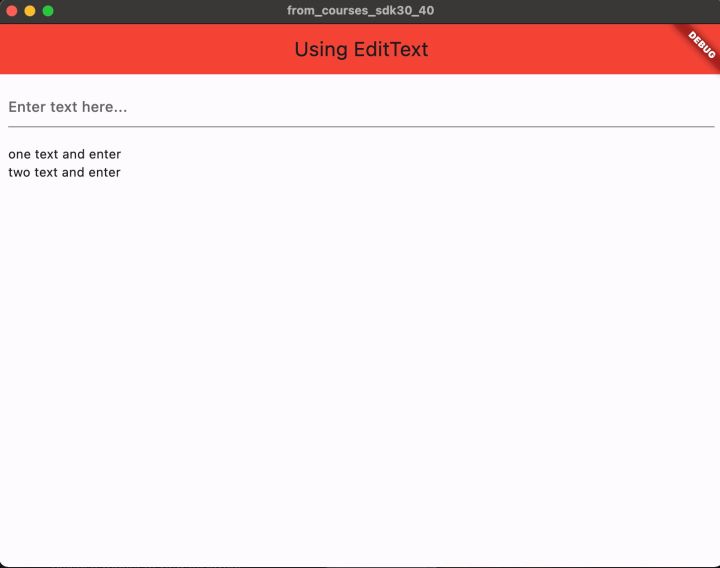 from_courses_sdk30_40
Using EditText
DEBUG
Enter text here...
one text and enter
two text and enter